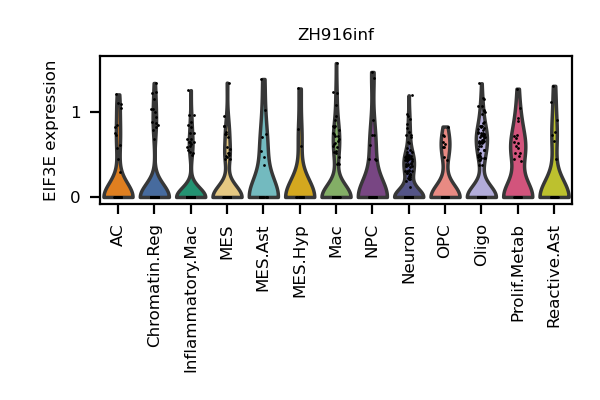 ZH916inf
EIF3E expression
1
0
AC
Chromatin.Reg
Inflammatory.Mac
MES
MES.Ast
MES.Hyp
Mac
NPC
Neuron
OPC
Oligo
Prolif.Metab
Reactive.Ast